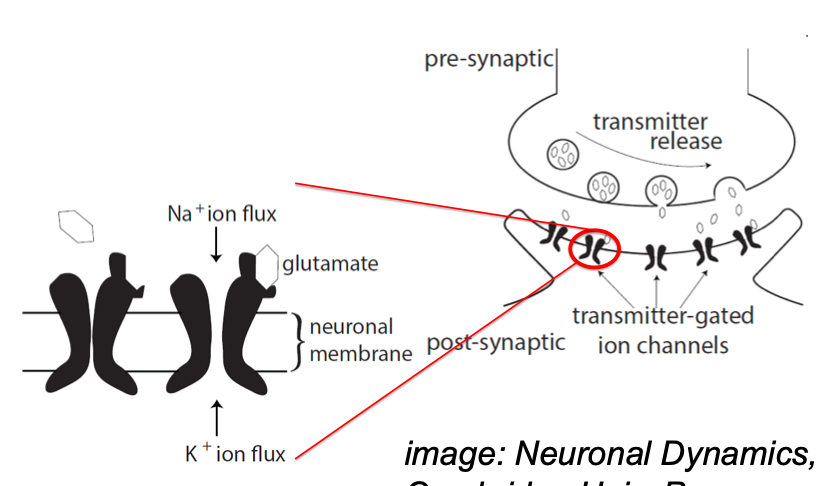 pre-synaptic
transmitter
release
Na+ ion flux
glutamate
neuronal
membrane
post-synaptic
transmitter-gated
ion channels
K+ ion flux
image: Neuronal Dynamics,